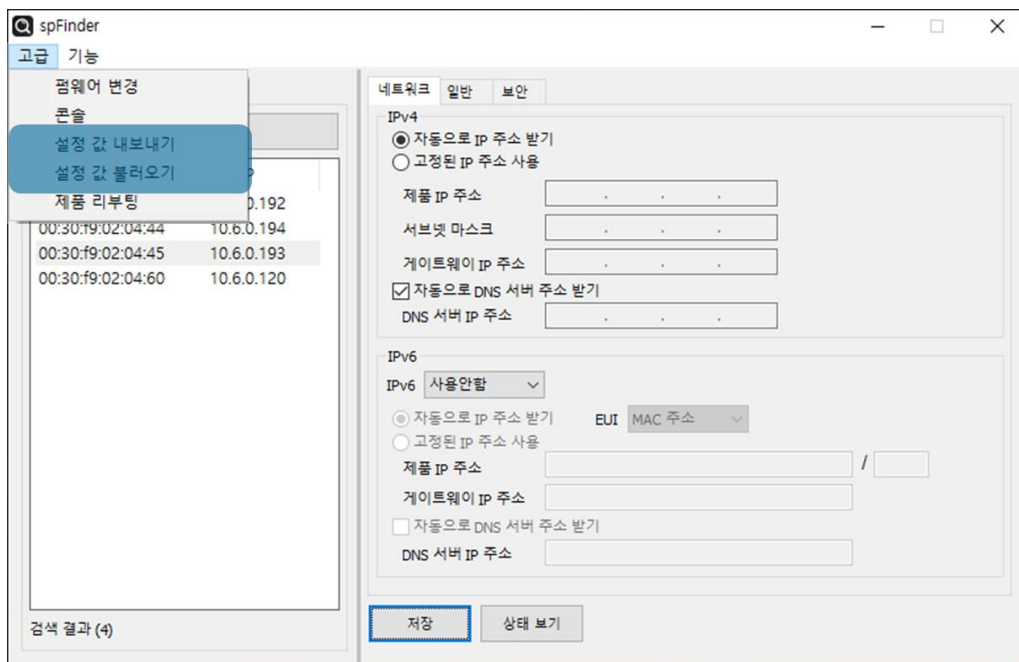 spFinder
고급 기능
펌웨어 변경
콘솔
설정 값 내보내기
설정 값 불러오기
제품 리부팅
00:30:f9:02:04:44 10.6.0.194
00:30:f9:02:04:45 10.6.0.193
00:30:f9:02:04:60 10.6.0.120
검색 결과 (4)
네트워크 일반 보안
IPv4
자동으로 IP 주소 받기
고정된 IP 주소 사용
제품 IP 주소
서브넷 마스크
게이트웨이 IP 주소
자동으로 DNS 서버 주소 받기
DNS 서버 IP 주소
IPv6
IPv6 사용안함
자동으로 IP 주소 받기 EUI MAC 주소
고정된 IP 주소 사용
제품 IP 주소 /
게이트웨이 IP 주소
자동으로 DNS 서버 주소 받기
DNS 서버 IP 주소
저장 상태 보기